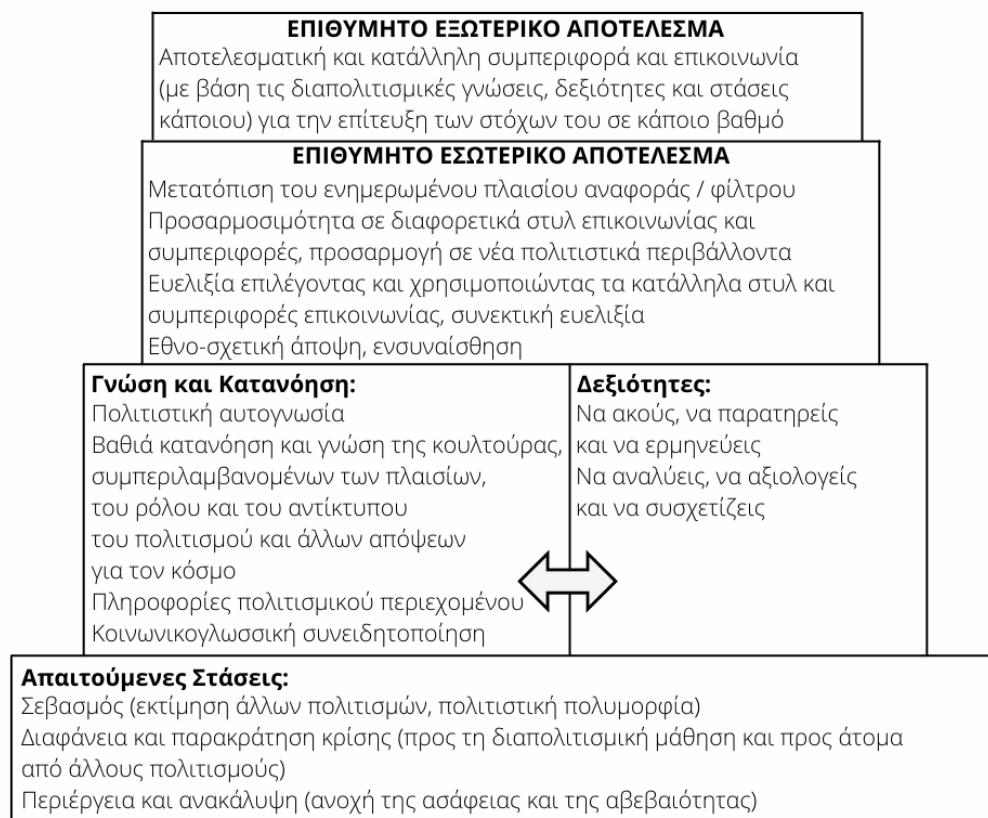 ΕΠΙΘΥΜΗΤΟ ΕΞΩΤΕΡΙΚΟ ΑΠΟΤΕΛΕΣΜΑ
Αποτελεσματική και κατάλληλη συμπεριφορά και επικοινωνία
(με βάση τις διαπολιτισμικές γνώσεις, δεξιότητες και στάσεις
κάποιου) για την επίτευξη των στόχων του σε κάποιο βαθμό
ΕΠΙΘΥΜΗΤΟ ΕΣΩΤΕΡΙΚΟ ΑΠΟΤΕΛΕΣΜΑ
Μετατόπιση του ενημερωμένου πλαισίου αναφοράς / φίλτρου
Προσαρμοσιμότητα σε διαφορετικά στυλ επικοινωνίας και
συμπεριφορές, προσαρμογή σε νέα πολιτιστικά περιβάλλοντα
Ευελιξία επιλέγοντας και χρησιμοποιώντας τα κατάλληλα στυλ και
συμπεριφορές επικοινωνίας, συνεκτική ευελιξία
Εθνο-σχετική άποψη, ενσυναίσθηση
Γνώση και Κατανόηση:
Πολιτιστική αυτογνωσία
Βαθιά κατανόηση και γνώση της κουλτούρας,
συμπεριλαμβανομένων των πλαισίων,
του ρόλου και του αντίκτυπου
του πολιτισμού και άλλων απόψεων
για τον κόσμο
Πληροφορίες πολιτισμικού περιεχομένου
Κοινωνικογλωσσική συνειδητοποίηση
Δεξιότητες:
Να ακούς, να παρατηρείς
και να ερμηνεύεις
Να αναλύεις, να αξιολογείς
και να συσχετίζεις
Απαιτούμενες Στάσεις:
Σεβασμός (εκτίμηση άλλων πολιτισμών, πολιτιστική πολυμορφία)
Διαφάνεια και παρακράτηση κρίσης (προς τη διαπολιτισμική μάθηση και προς άτομα
από άλλους πολιτισμούς)
Περιέργεια και ανακάλυψη (ανοχή της ασάφειας και της αβεβαιότητας)